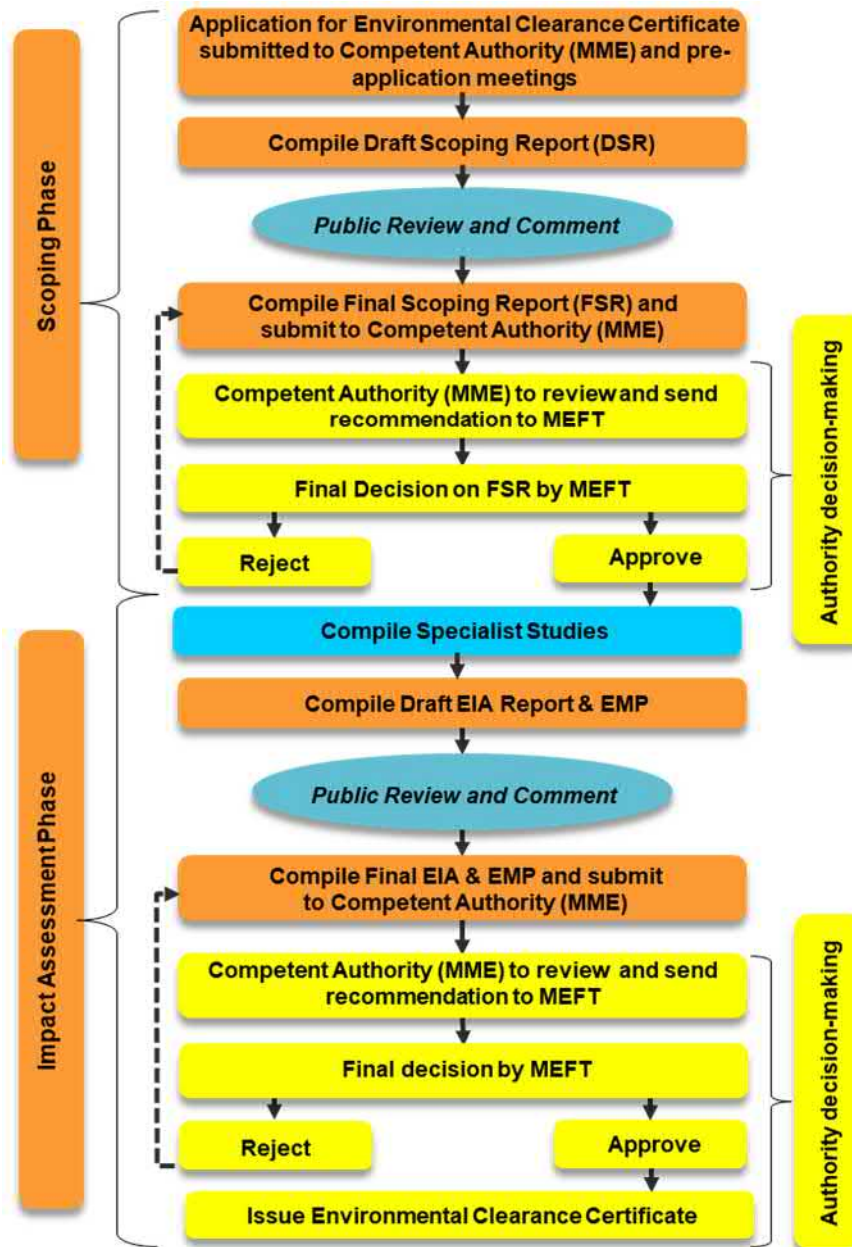 Application for Environmental Clearance Certificate
submitted to Competent Authority (MME) and pre-
application meetings
Compile Draft Scoping Report (DSR)
Public Review and Comment
Scoping Phase
Compile Final Scoping Report (FSR) and
submit to Competent Authority (MME)
Competent Authority (MME) to review and send
recommendation to MEFT
Final Decision on FSR by MEFT
Authority decision-making
Reject
Approve
Compile Specialist Studies
Compile Draft EIA Report & EMP
Public Review and Comment
Impact Assessment Phase
Compile Final EIA & EMP and submit
to Competent Authority (MME)
Competent Authority (MME) to review and send
recommendation to MEFT
Final decision by MEFT
Authority decision-making
Reject
Approve
Issue Environmental Clearance Certificate